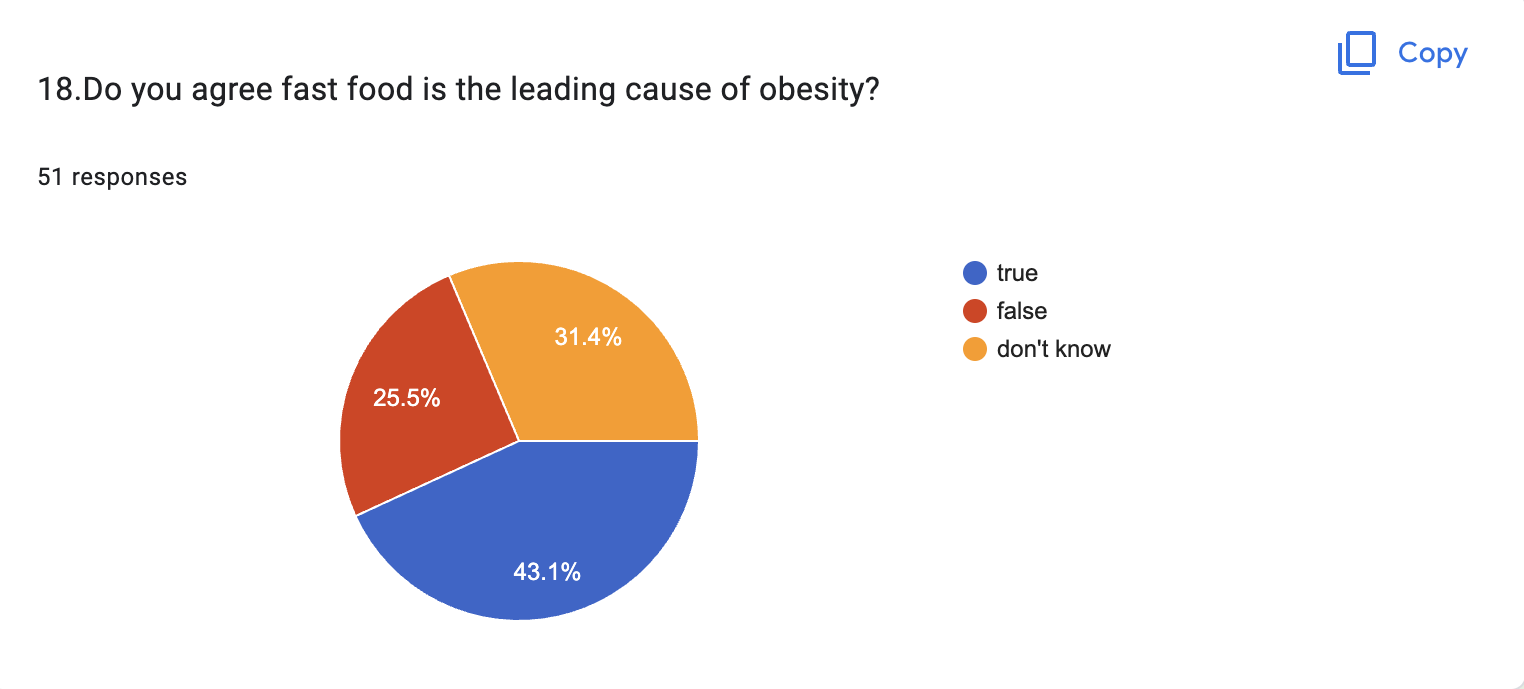 Copy
18.Do you agree fast food is the leading cause of obesity?
51 responses
true
false
don't know
31.4%
25.5%
43.1%